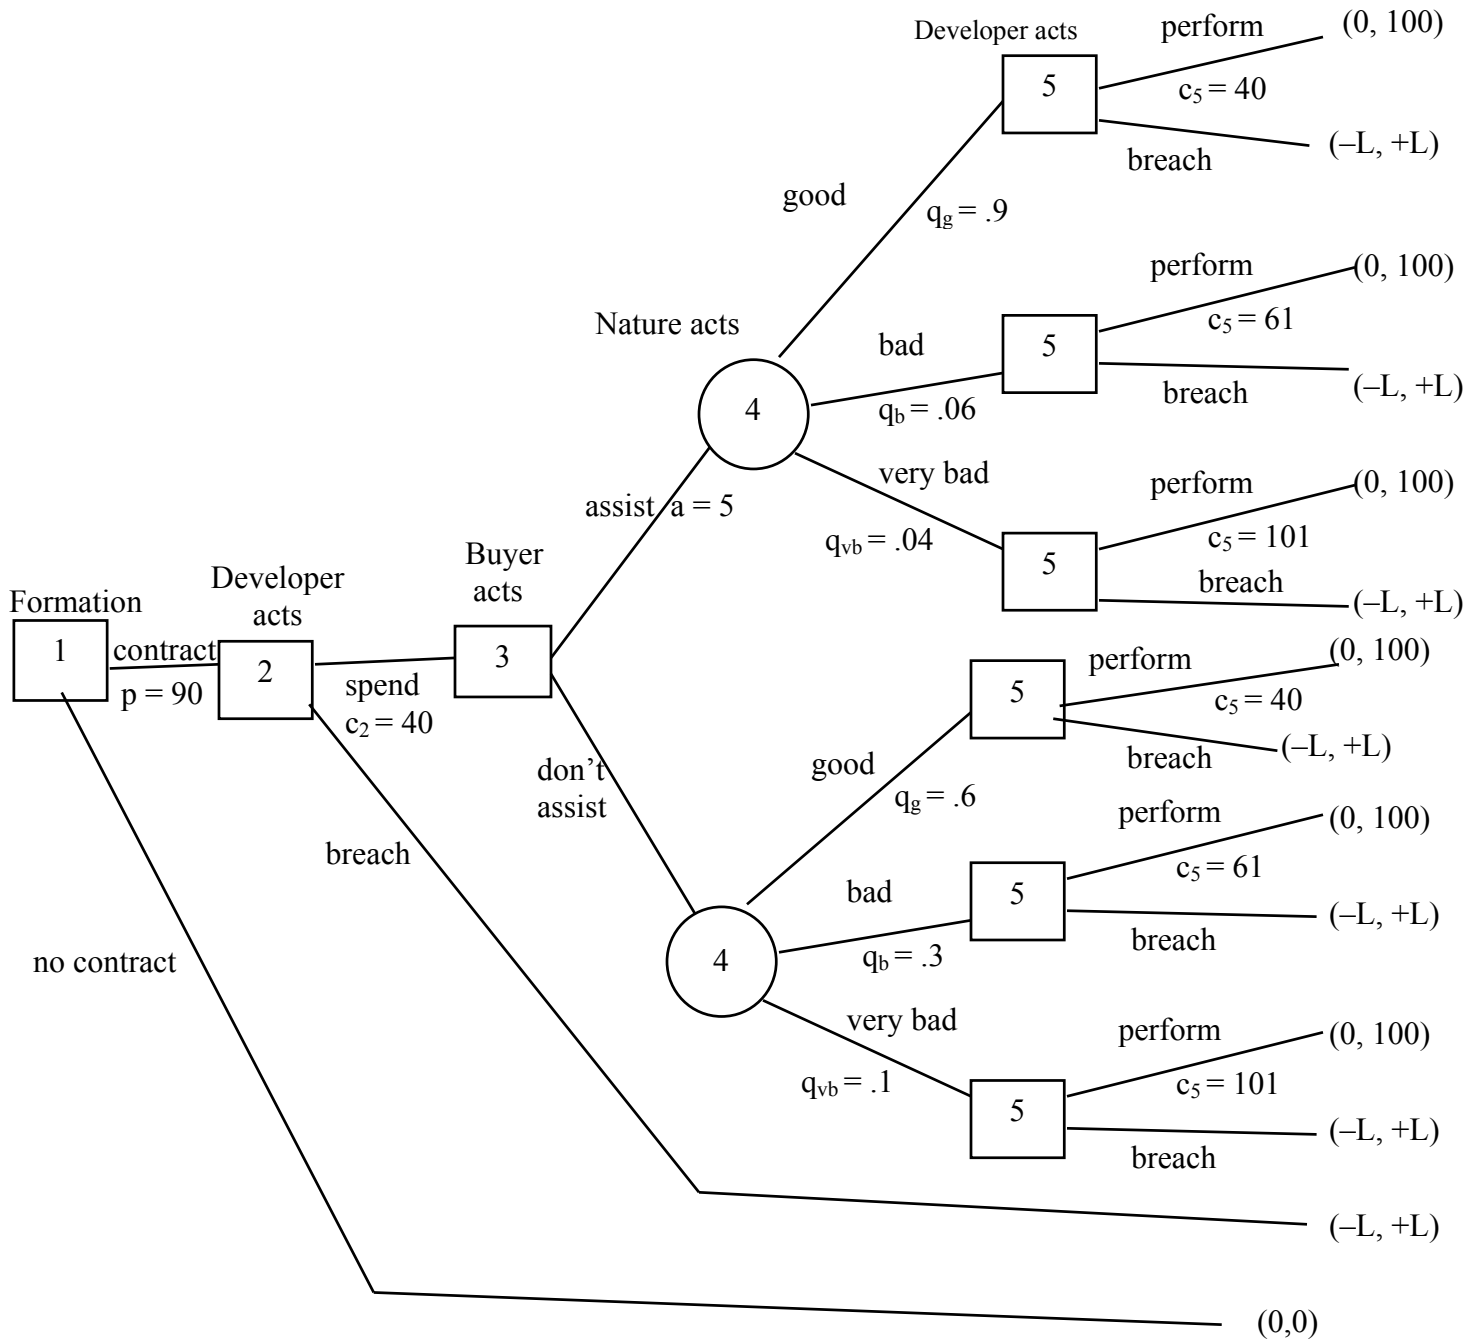 Developer acts
perform
(0, 100)
5
c₅ = 40
(–L, +L)
breach
good
q_g = .9
perform
(0, 100)
c₅ = 61
Nature acts
bad
5
(–L, +L)
breach
4
q_b = .06
very bad
perform
(0, 100)
assist a = 5
q_vb = .04
c₅ = 101
5
breach
(–L, +L)
Buyer
acts
Developer
acts
Formation
1
contract
p = 90
2
spend
c₂ = 40
3
perform
(0, 100)
5
c₅ = 40
(–L, +L)
breach
don’t
assist
good
q_g = .6
perform
(0, 100)
c₅ = 61
breach
bad
5
(–L, +L)
breach
no contract
4
q_b = .3
very bad
perform
(0, 100)
q_vb = .1
c₅ = 101
5
(–L, +L)
breach
(–L, +L)
(0,0)